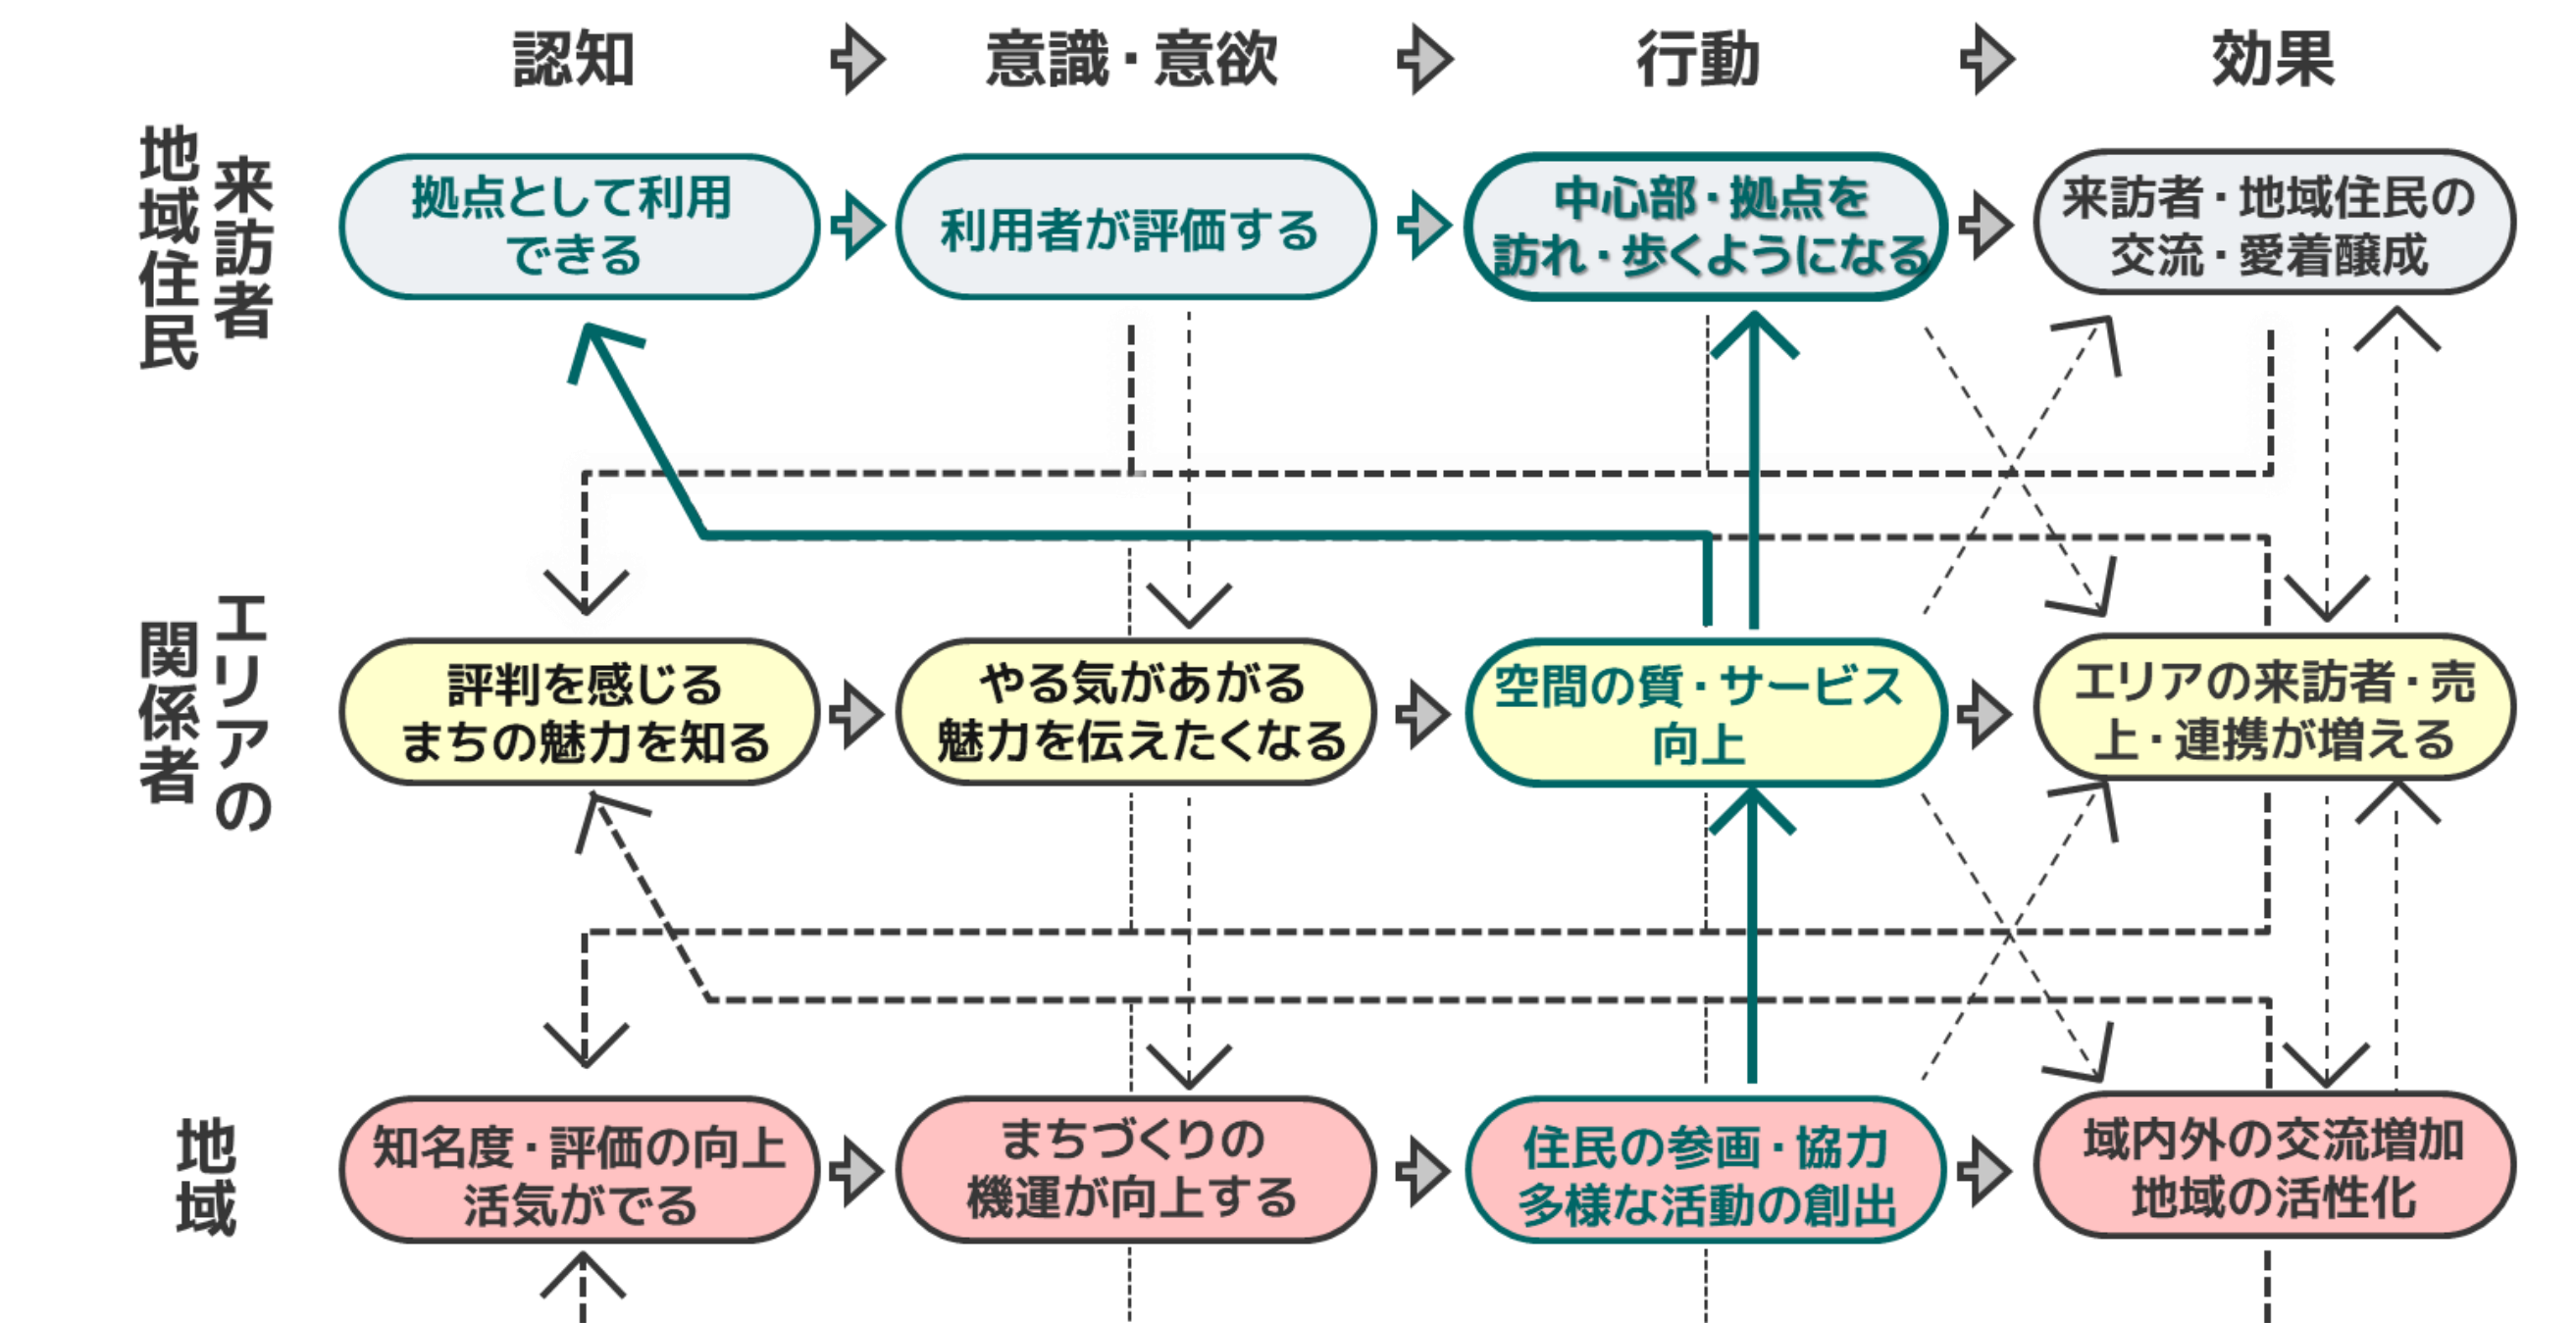 認知
意識・意欲
行動
効果
来訪者
地域住民
拠点として利用
できる
利用者が評価する
中心部・拠点を
訪れ・歩くようになる
来訪者・地域住民の
交流・愛着醸成
エリアの
関係者
評判を感じる
まちの魅力を知る
やる気があがる
魅力を伝えたくなる
空間の質・サービス
向上
エリアの来訪者・売
上・連携が増える
地域
知名度・評価の向上
活気がでる
まちづくりの
機運が向上する
住民の参画・協力
多様な活動の創出
域内外の交流増加
地域の活性化